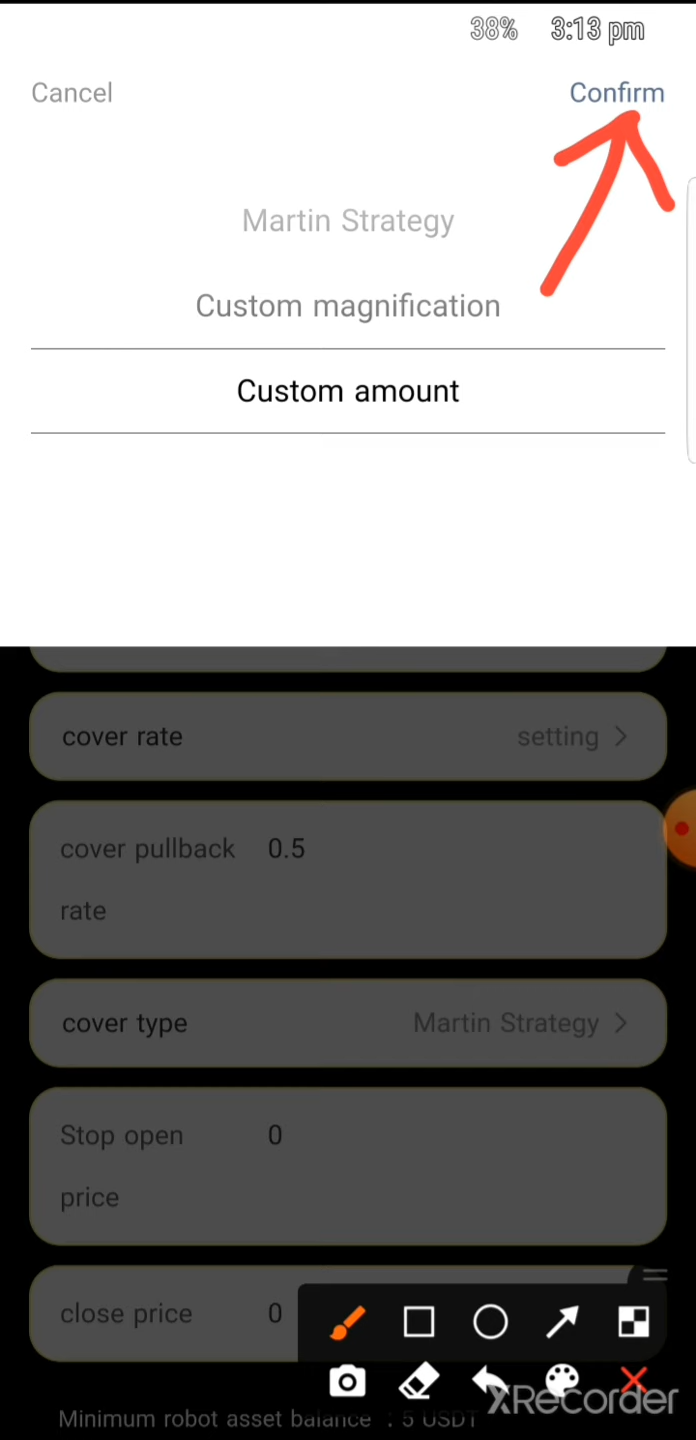 38% 3:13 pm
Cancel Confirm
Martin Strategy
Custom magnification
Custom amount
cover rate setting
cover pullback 0.5
rate
cover type Martin Strategy
Stop open 0
price
close price 0
XRecorder
Minimum robot asset balance : 5 USDT